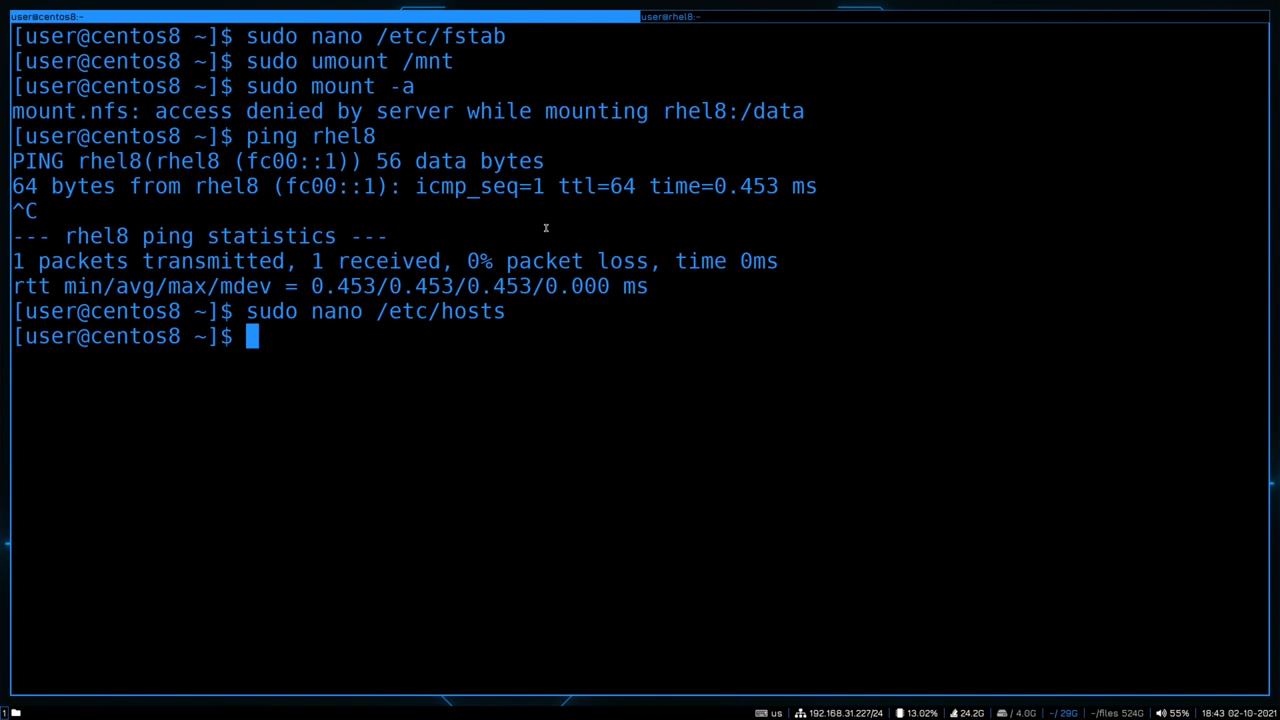 user@centos8:~
user@rhel8:~
[user@centos8 ~]$ sudo nano /etc/fstab
[user@centos8 ~]$ sudo umount /mnt
[user@centos8 ~]$ sudo mount -a
mount.nfs: access denied by server while mounting rhel8:/data
[user@centos8 ~]$ ping rhel8
PING rhel8(rhel8 (fc00::1)) 56 data bytes
64 bytes from rhel8 (fc00::1): icmp_seq=1 ttl=64 time=0.453 ms
^C
--- rhel8 ping statistics ---
1 packets transmitted, 1 received, 0% packet loss, time 0ms
rtt min/avg/max/mdev = 0.453/0.453/0.453/0.000 ms
[user@centos8 ~]$ sudo nano /etc/hosts
[user@centos8 ~]$
1 us 192.168.31.227/24 13.02% 24.2G / 4.0G ~/ 29G ~/files 524G 55% 18:43 02-10-2021